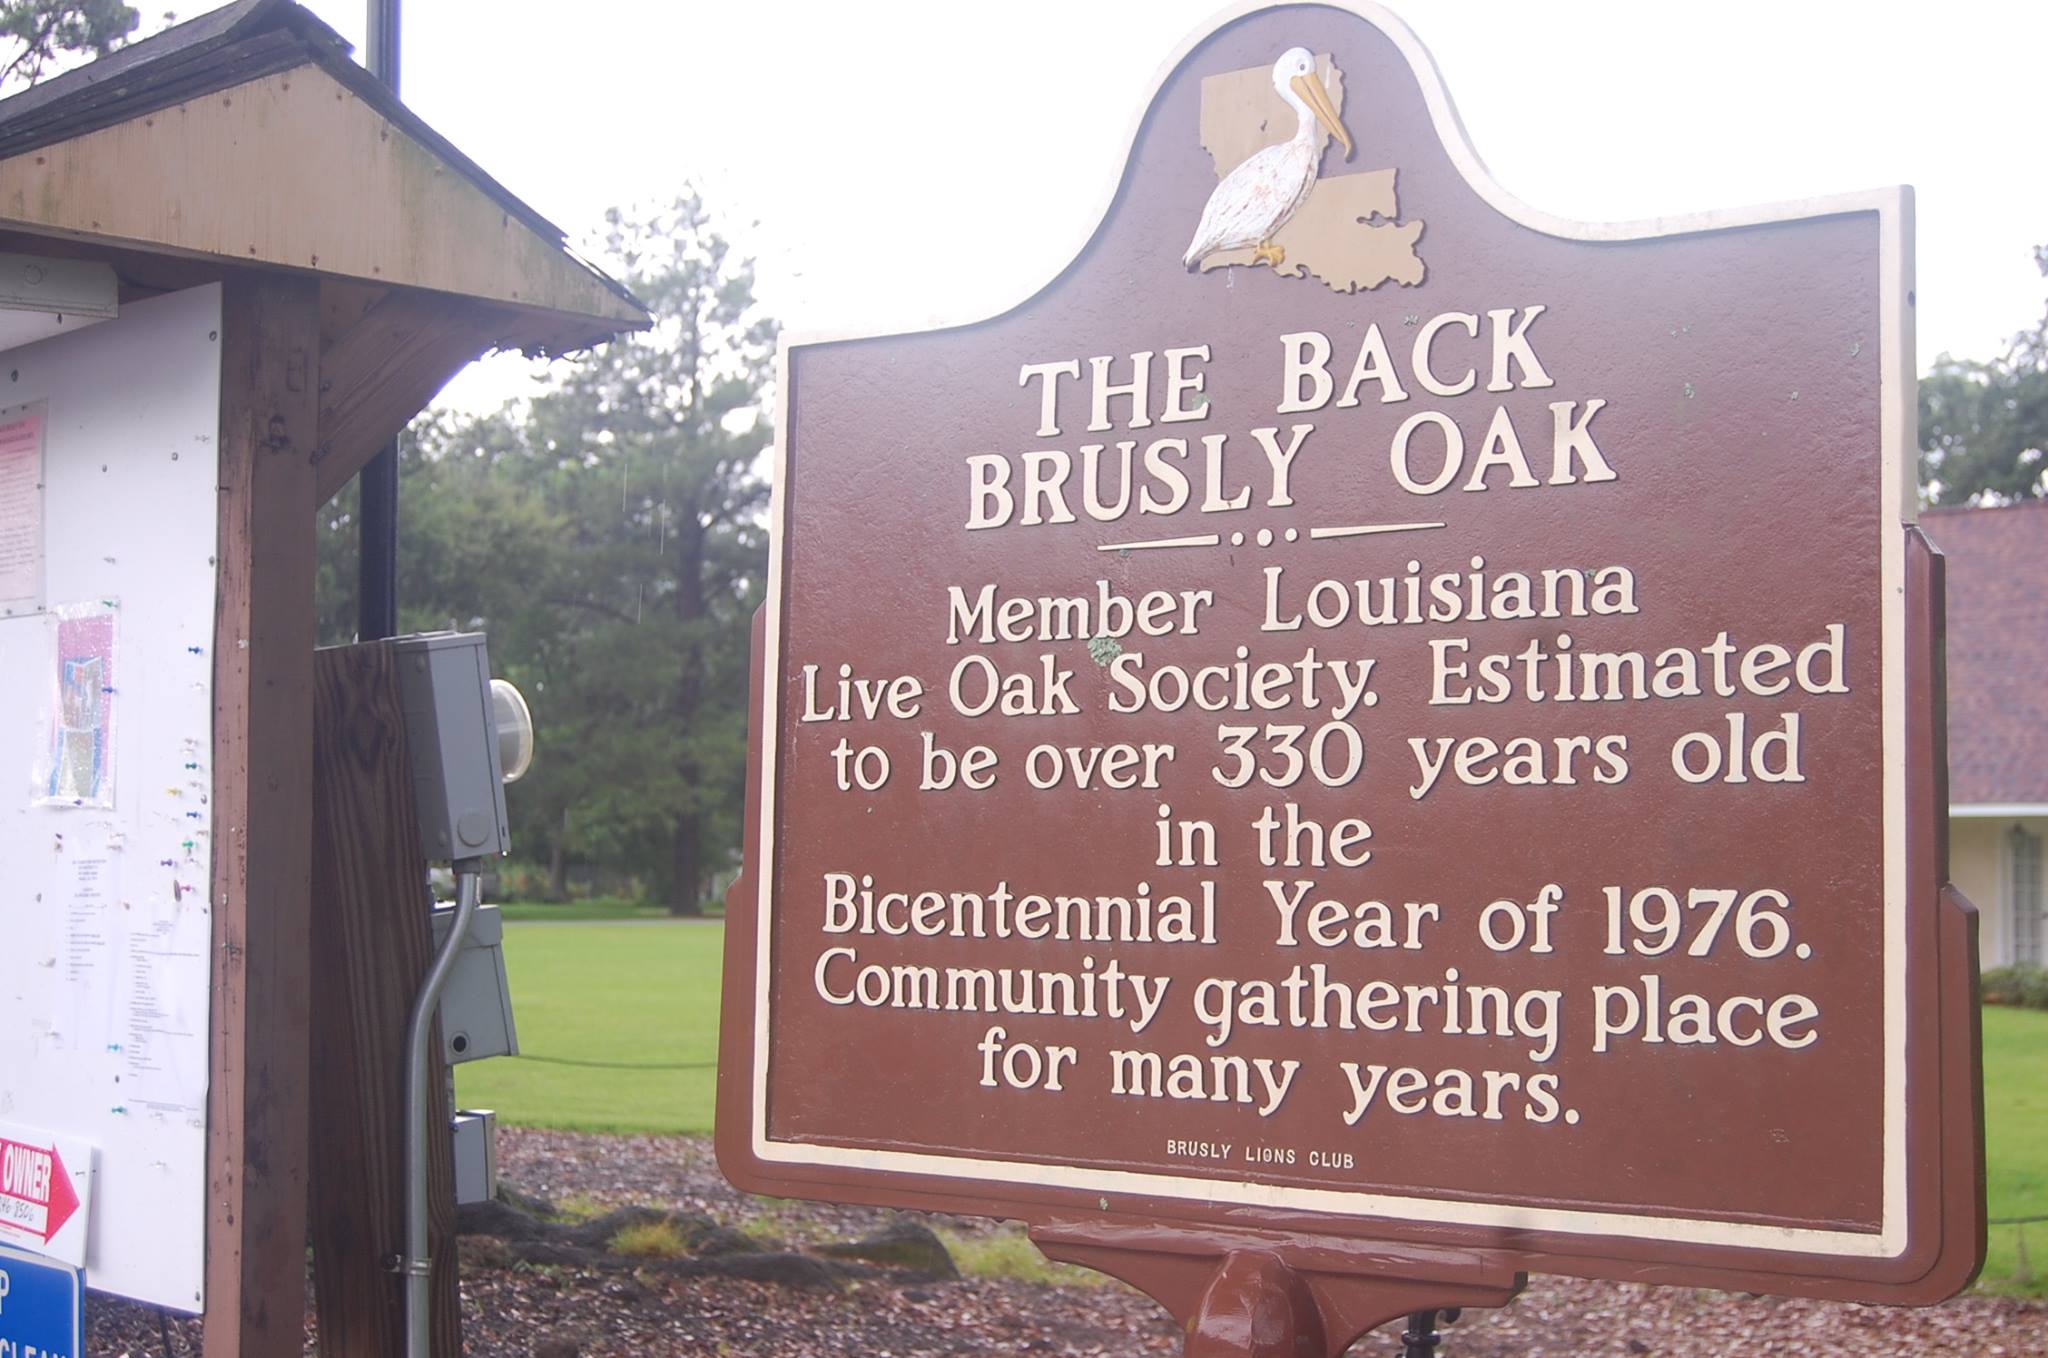 THE BACK
BRUSLY OAK
Member Louisiana
Live Oak Society. Estimated
to be over 330 years old
in the
Bicentennial Year of 1976.
Community gathering place
for many years.
BRUSLY LIONS CLUB
OWNER